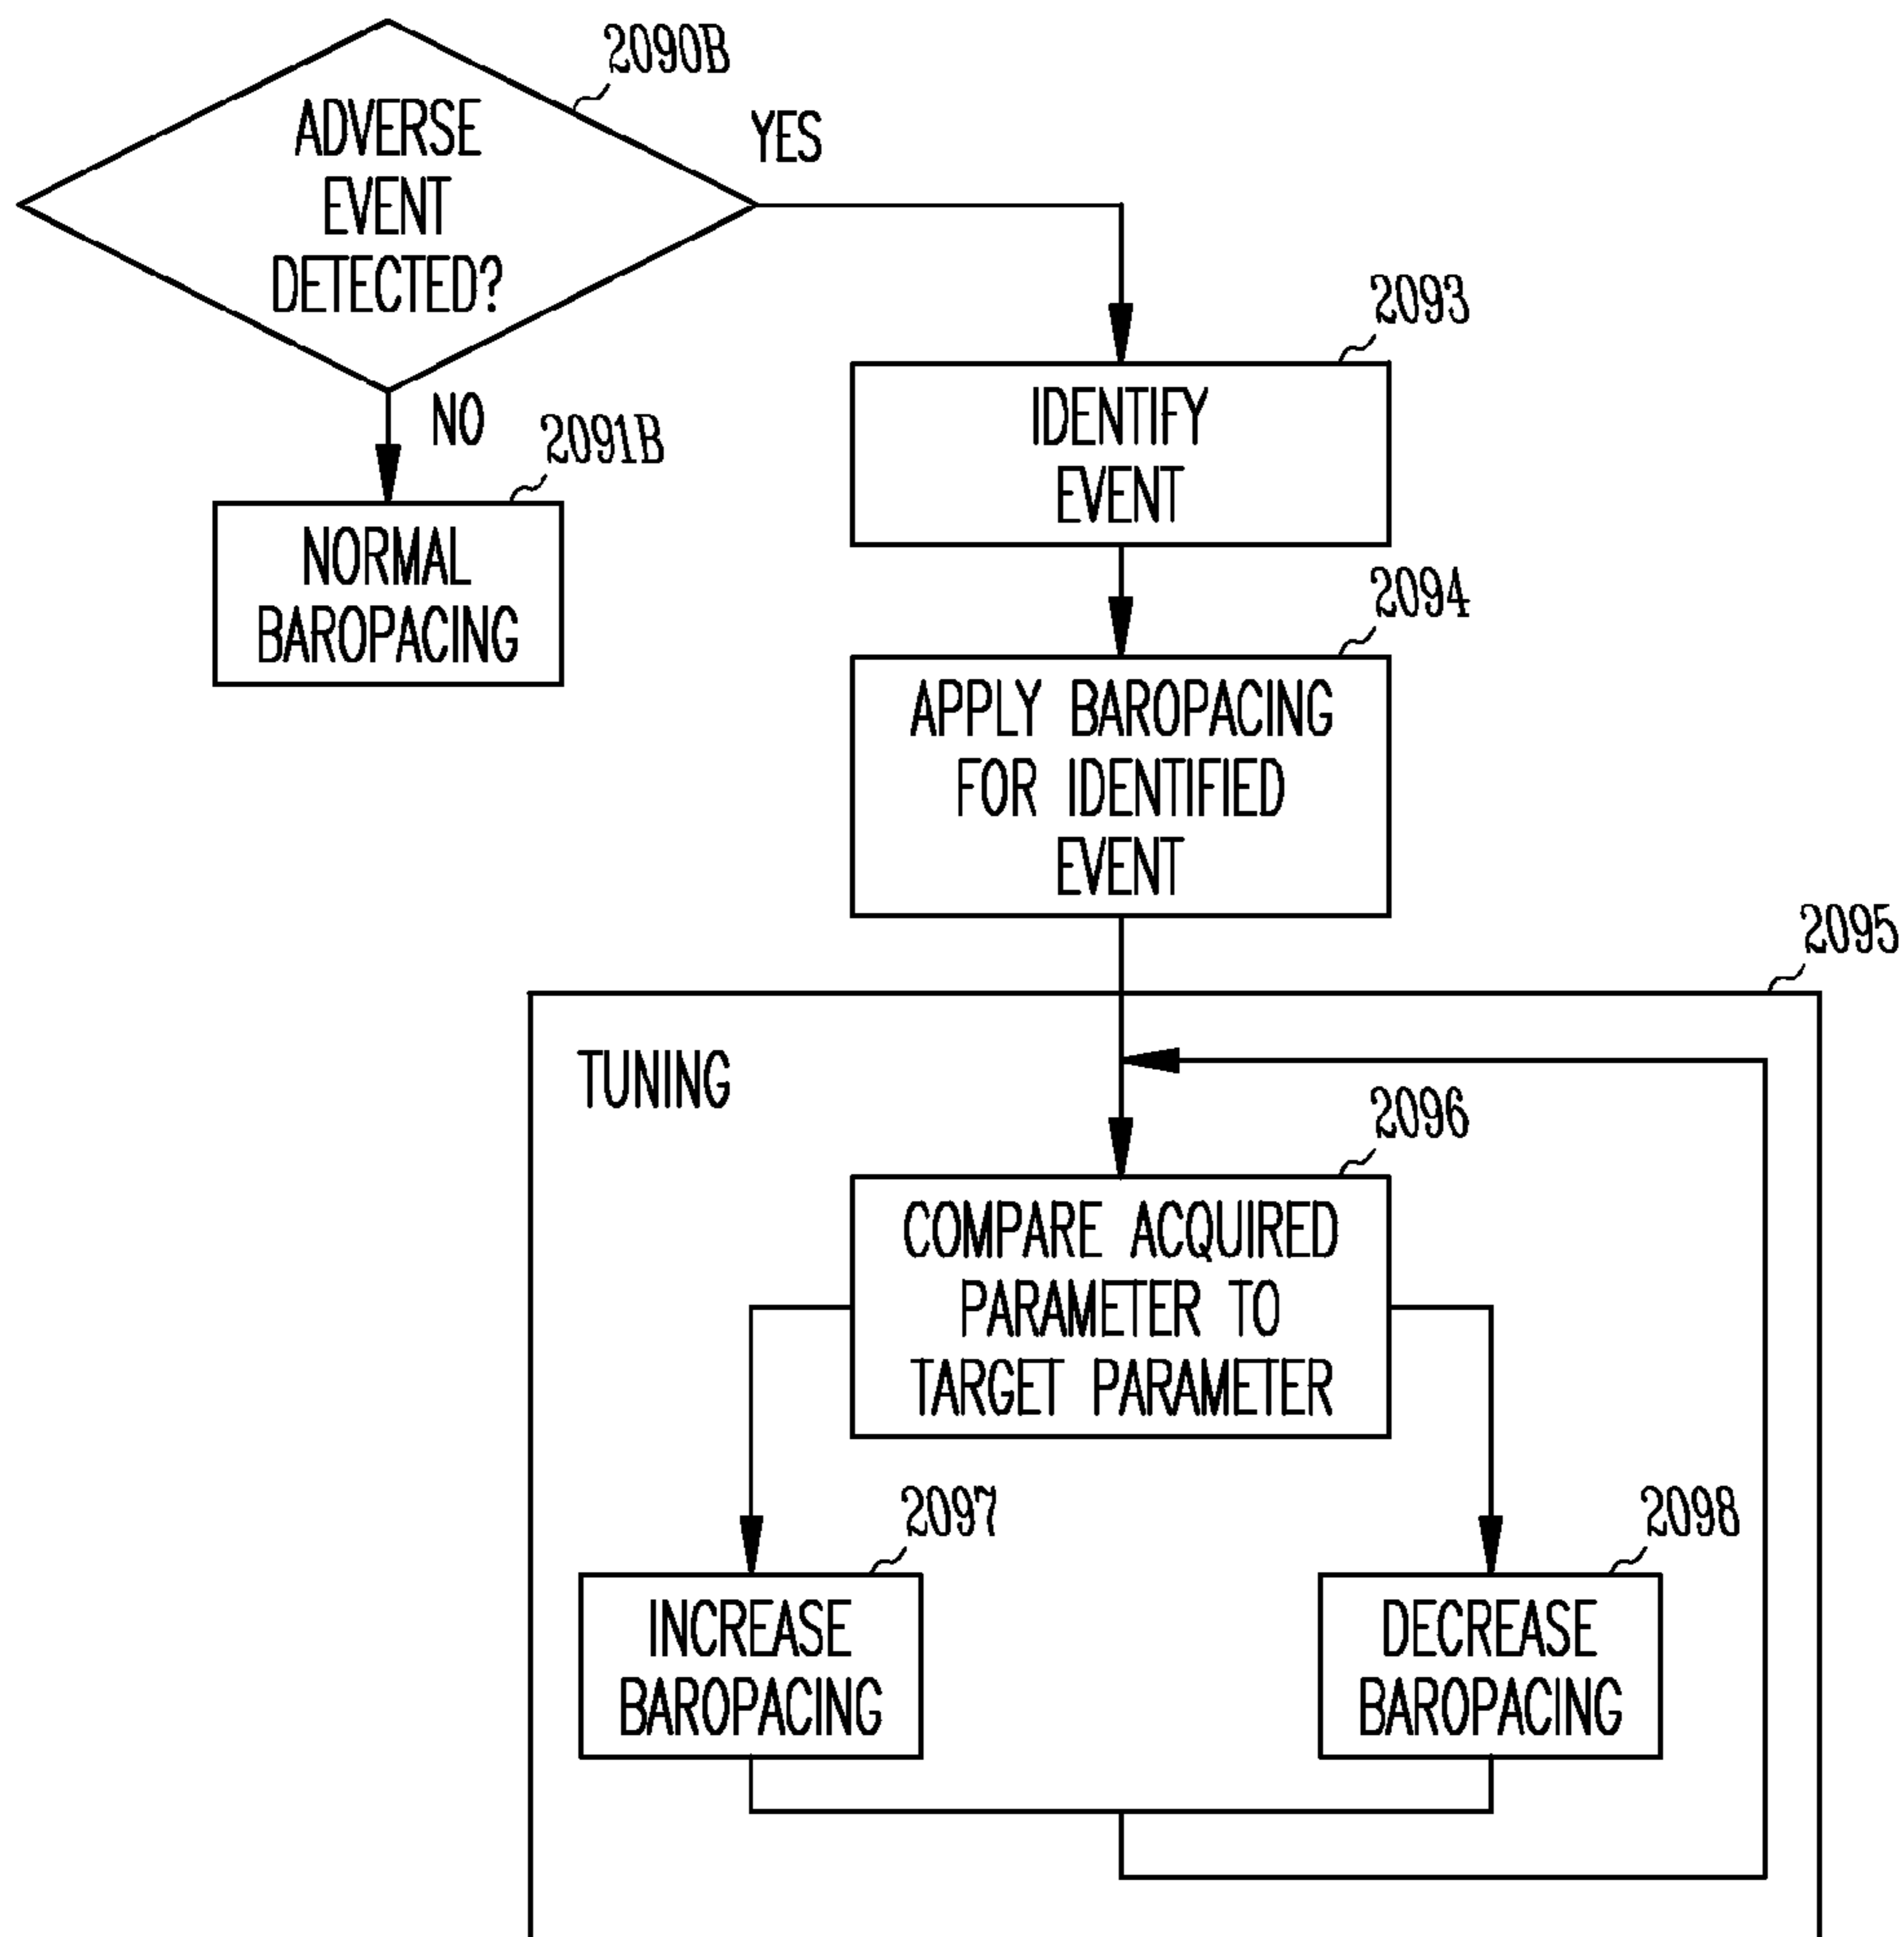 2090B
ADVERSE
EVENT
DETECTED?
YES
NO
2091B
NORMAL
BAROPACING
2093
IDENTIFY
EVENT
2094
APPLY BAROPACING
FOR IDENTIFIED
EVENT
2095
TUNING
2096
COMPARE ACQUIRED
PARAMETER TO
TARGET PARAMETER
2097
INCREASE
BAROPACING
2098
DECREASE
BAROPACING